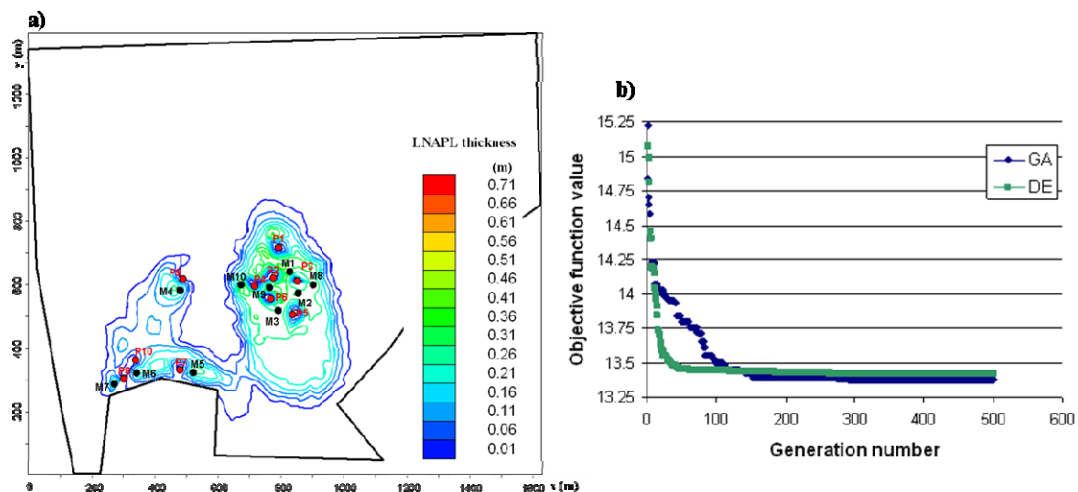 a)
y (m)
1200
1000
800
600
400
200
0 200 400 600 800 1000 1200 1400 1600 x (m)
P1
M1
M10
M8
M9
P6
M2
M3
M4
P10
M5
M6
M7
LNAPL thickness
(m)
0.71
0.66
0.61
0.56
0.51
0.46
0.41
0.36
0.31
0.26
0.21
0.16
0.11
0.06
0.01
b)
Objective function value
15.25
15
14.75
14.5
14.25
14
13.75
13.5
13.25
0 100 200 300 400 500 600
Generation number
GA
DE